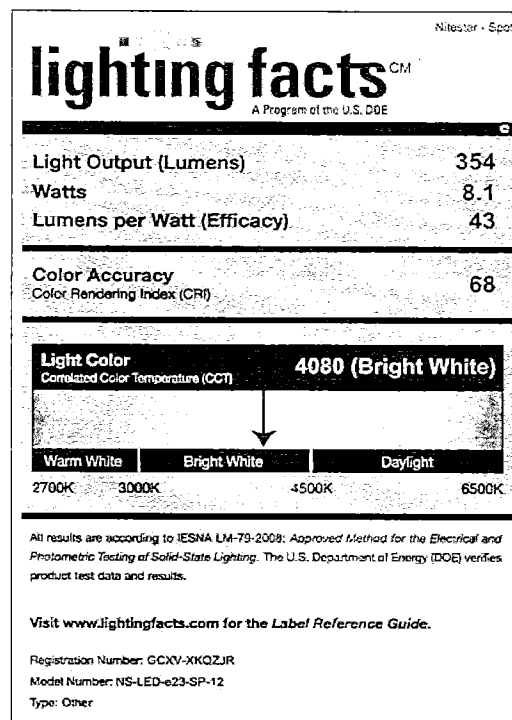 Nitestar - Spot
lighting facts CM
A Program of the U.S. DOE
Light Output (Lumens) 354
Watts 8.1
Lumens per Watt (Efficacy) 43
Color Accuracy 68
Color Rendering Index (CRI)
Light Color 4080 (Bright White)
Correlated Color Temperature (CCT)
Warm White Bright White Daylight
2700K 3000K 4500K 6500K
All results are according to IESNA LM-79-2008: Approved Method for the Electrical and
Photometric Testing of Solid-State Lighting. The U.S. Department of Energy (DOE) verifies
product test data and results.
Visit www.lightingfacts.com for the Label Reference Guide.
Registration Number: GCXV-XKQZJR
Model Number: NS-LED-e23-SP-12
Type: Other